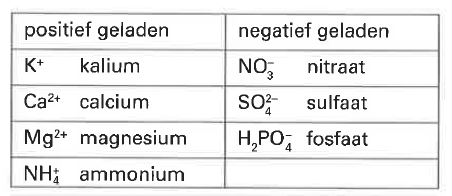 positief geladen negatief geladen
K⁺ kalium NO₃⁻ nitraat
Ca²⁺ calcium SO₄²⁻ sulfaat
Mg²⁺ magnesium H₂PO₄⁻ fosfaat
NH₄⁺ ammonium